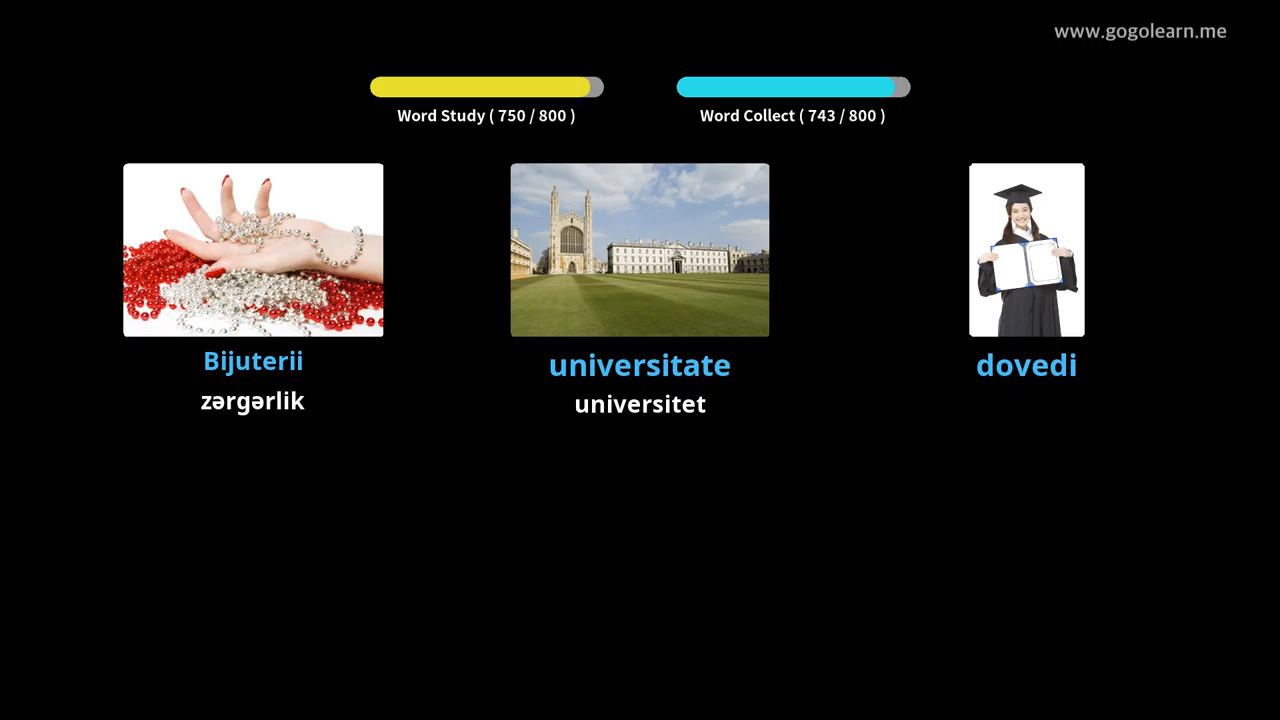 www.gogolearn.me
Word Study ( 750 / 800 )
Word Collect ( 743 / 800 )
Bijuterii
universitate
dovedi
zərgərlik
universitet